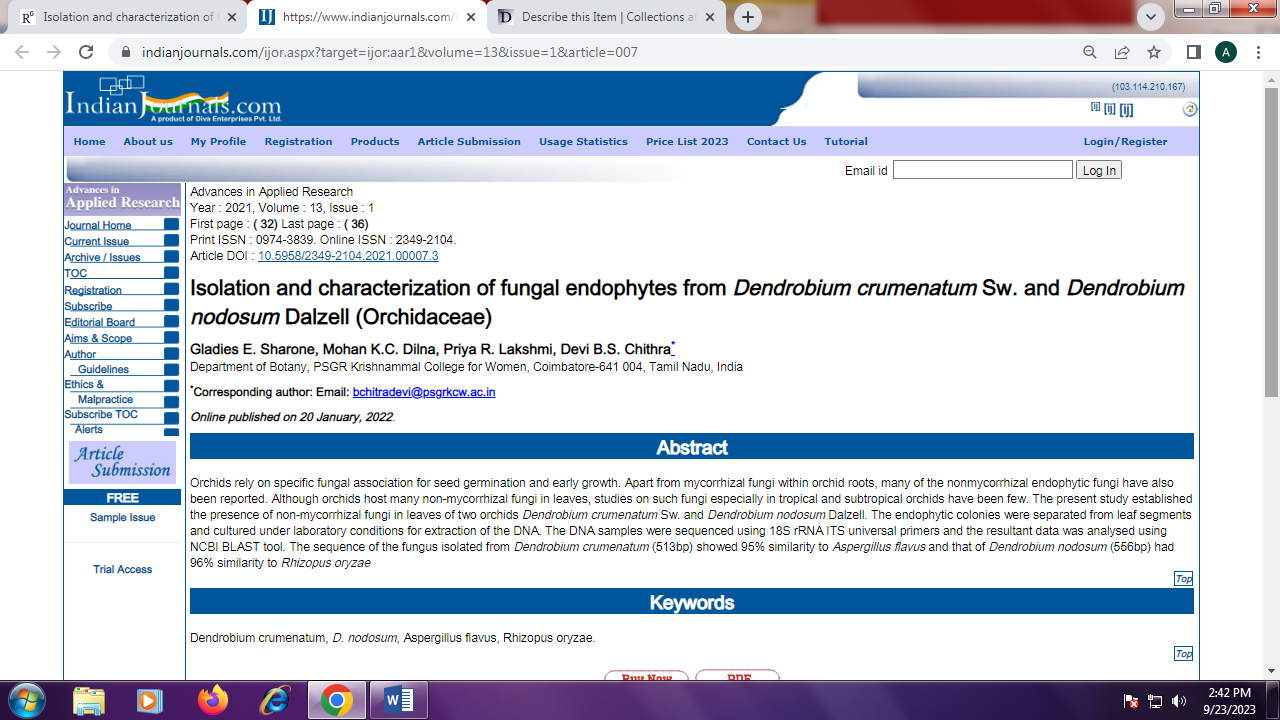 Isolation and characterization of
https://www.indianjournals.com/
Describe this Item | Collections a
indianjournals.com/ijor.aspx?target=ijor:aar1&volume=13&issue=1&article=007
A
IndianJournals.com
A product of Diva Enterprises Pvt. Ltd.
(103.114.210.167)
[ij] [ij] [ij]
Home About us My Profile Registration Products Article Submission Usage Statistics Price List 2023 Contact Us Tutorial Login/Register
Email id Log In
Advances in
Applied Research
Journal Home
Current Issue
Archive / Issues
TOC
Registration
Subscribe
Editorial Board
Aims & Scope
Author
Guidelines
Ethics &
Malpractice
Subscribe TOC
Alerts
Article
Submission
FREE
Sample Issue
Trial Access
Advances in Applied Research
Year : 2021, Volume : 13, Issue : 1
First page : ( 32) Last page : ( 36)
Print ISSN : 0974-3839. Online ISSN : 2349-2104.
Article DOI : 10.5958/2349-2104.2021.00007.3
Isolation and characterization of fungal endophytes from Dendrobium crumenatum Sw. and Dendrobium
nodosum Dalzell (Orchidaceae)
Gladies E. Sharone, Mohan K.C. Dilna, Priya R. Lakshmi, Devi B.S. Chithra*
Department of Botany, PSGR Krishnammal College for Women, Coimbatore-641 004, Tamil Nadu, India
*Corresponding author: Email: bchitradevi@psgrkcw.ac.in
Online published on 20 January, 2022.
Abstract
Orchids rely on specific fungal association for seed germination and early growth. Apart from mycorrhizal fungi within orchid roots, many of the nonmycorrhizal endophytic fungi have also
been reported. Although orchids host many non-mycorrhizal fungi in leaves, studies on such fungi especially in tropical and subtropical orchids have been few. The present study established
the presence of non-mycorrhizal fungi in leaves of two orchids Dendrobium crumenatum Sw. and Dendrobium nodosum Dalzell. The endophytic colonies were separated from leaf segments
and cultured under laboratory conditions for extraction of the DNA. The DNA samples were sequenced using 18S rRNA ITS universal primers and the resultant data was analysed using
NCBI BLAST tool. The sequence of the fungus isolated from Dendrobium crumenatum (513bp) showed 95% similarity to Aspergillus flavus and that of Dendrobium nodosum (556bp) had
96% similarity to Rhizopus oryzae
Top
Keywords
Dendrobium crumenatum, D. nodosum, Aspergillus flavus, Rhizopus oryzae.
Top
Buy Now PDF
2:42 PM
9/23/2023